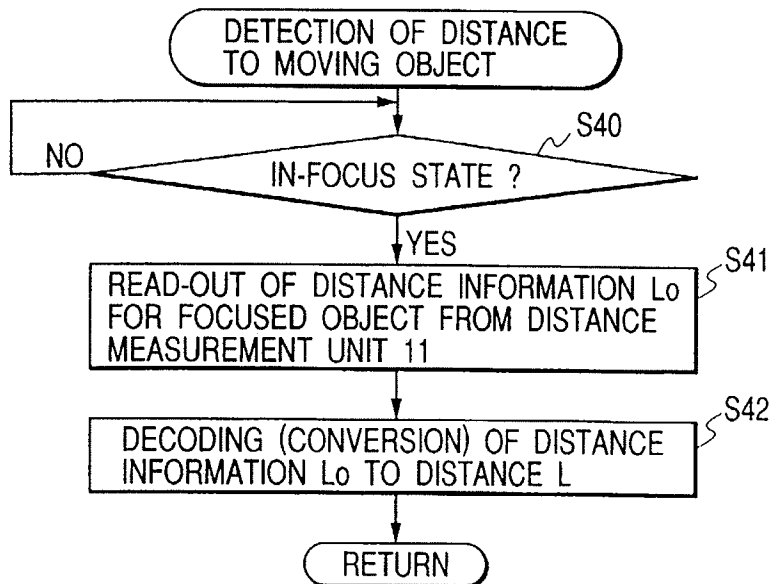 DETECTION OF DISTANCE
TO MOVING OBJECT
S40
NO
IN-FOCUS STATE ?
YES
S41
READ-OUT OF DISTANCE INFORMATION Lo
FOR FOCUSED OBJECT FROM DISTANCE
MEASUREMENT UNIT 11
S42
DECODING (CONVERSION) OF DISTANCE
INFORMATION Lo TO DISTANCE L
RETURN